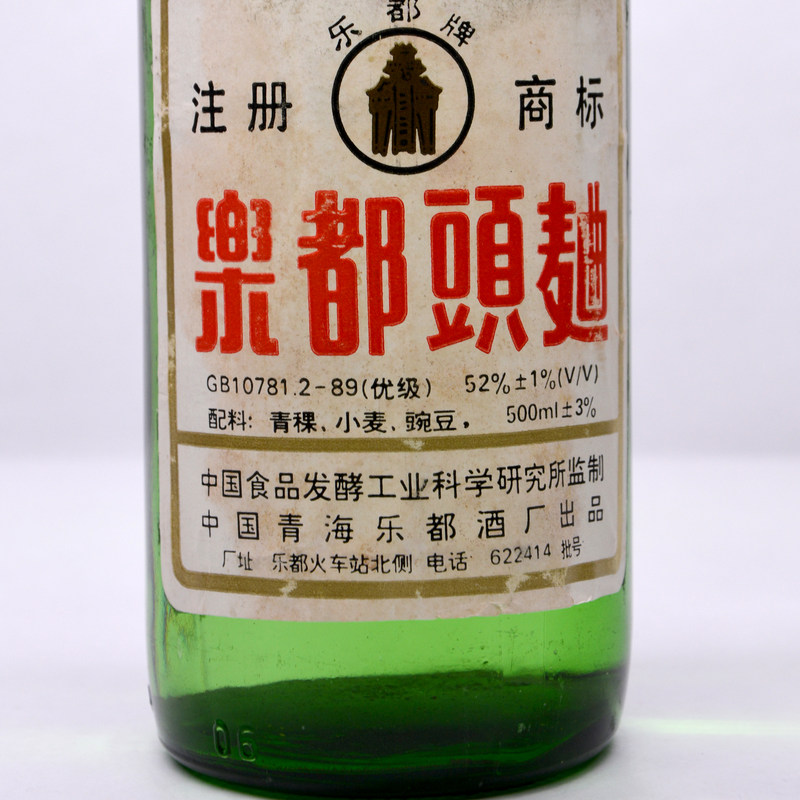 乐都牌
注册 商标
樂都頭麯
GB10781.2-89(优级) 52%±1%(V/V)
配料: 青稞、小麦、豌豆, 500ml±3%
中国食品发酵工业科学研究所监制
中国青海乐都酒厂出品
厂址 乐都火车站北侧 电话 622414 批号
06